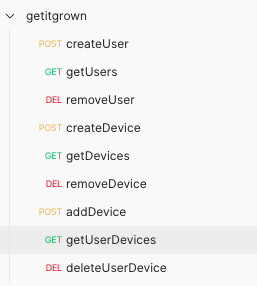 getitgrown
POST createUser
GET getUsers
DEL removeUser
POST createDevice
GET getDevices
DEL removeDevice
POST addDevice
GET getUserDevices
DEL deleteUserDevice